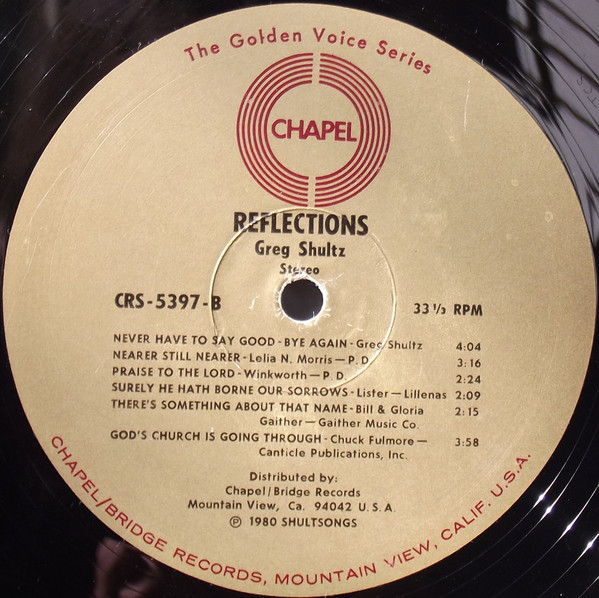 The Golden Voice Series
CHAPEL
REFLECTIONS
Greg Shultz
Stereo
CRS-5397-B 33 1/3 RPM
NEVER HAVE TO SAY GOOD-BYE AGAIN-Greg Shultz 4:04
NEARER STILL NEARER-Lelia N. Morris—P. D. 3:16
PRAISE TO THE LORD-Winkworth—P. D. 2:24
SURELY HE HATH BORNE OUR SORROWS-Lister—Lillenas 2:09
THERE'S SOMETHING ABOUT THAT NAME-Bill & Gloria 2:15
Gaither—Gaither Music Co.
GOD'S CHURCH IS GOING THROUGH-Chuck Fulmore— 3:58
Canticle Publications, Inc.
Distributed by:
Chapel/Bridge Records
Mountain View, Ca. 94042 U. S. A.
℗ 1980 SHULTSONGS
CHAPEL/BRIDGE RECORDS, MOUNTAIN VIEW, CALIF. U.S.A.